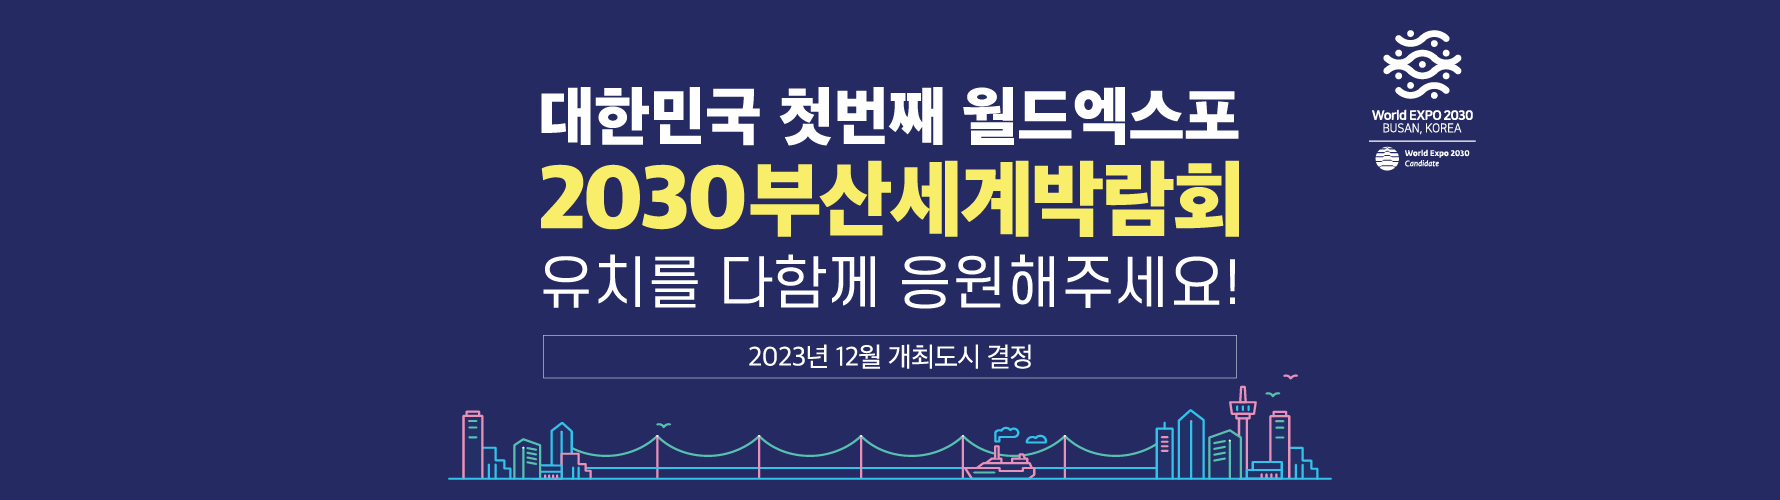 대한민국 첫번째 월드엑스포
2030부산세계박람회
유치를 다함께 응원해주세요!
2023년 12월 개최도시 결정
World EXPO 2030
BUSAN, KOREA
World Expo 2030
Candidate